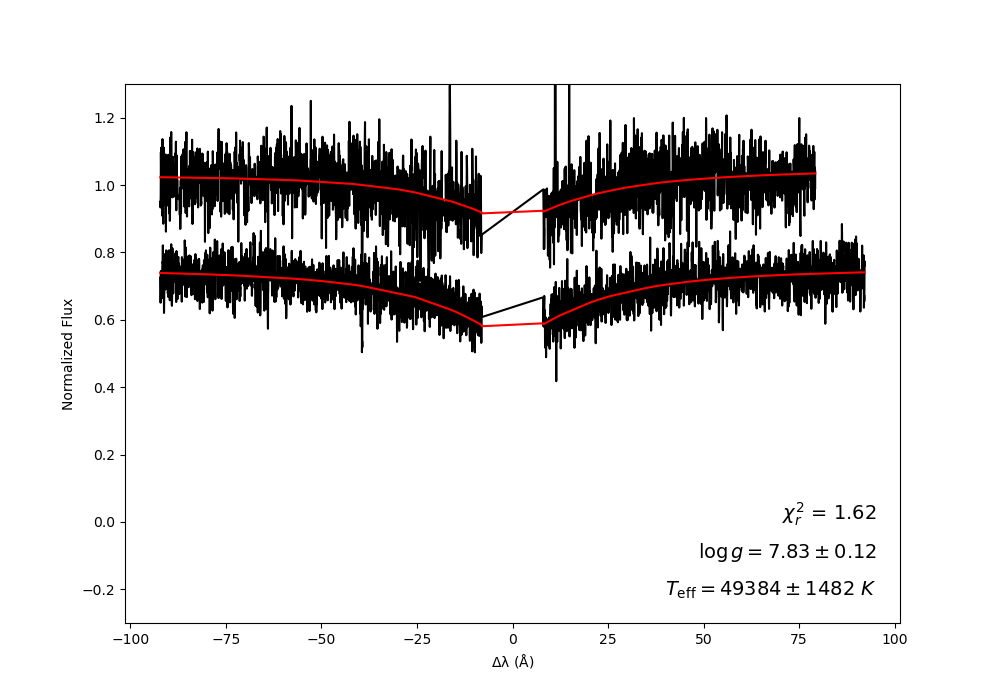 1.2
1.0
0.8
0.6
0.4
0.2
0.0
−0.2
Normalized Flux
χ²ᵣ = 1.62
log g = 7.83 ± 0.12
T_eff = 49384 ± 1482 K
−100 −75 −50 −25 0 25 50 75 100
Δλ (Å)